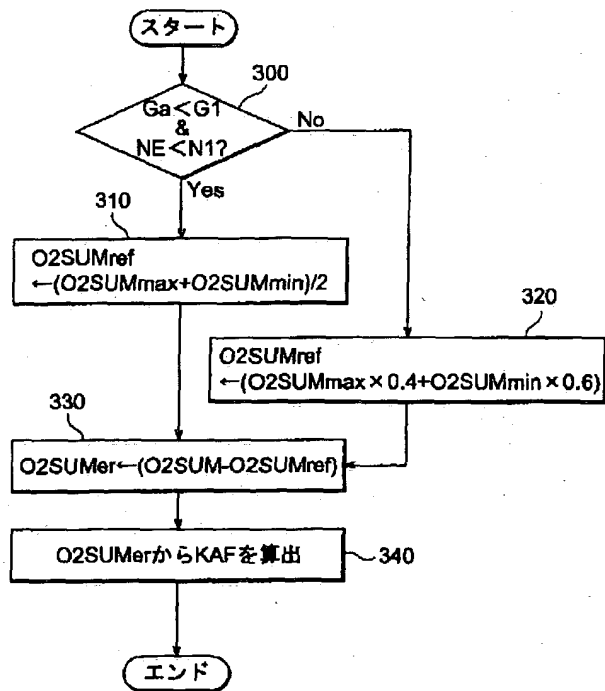 スタート
300
Ga<G1
&
NE<N1?
No
Yes
310
O2SUMref
←(O2SUMmax+O2SUMmin)/2
320
O2SUMref
←(O2SUMmax×0.4+O2SUMmin×0.6)
330
O2SUMer←(O2SUM-O2SUMref)
O2SUMerからKAFを算出
340
エンド